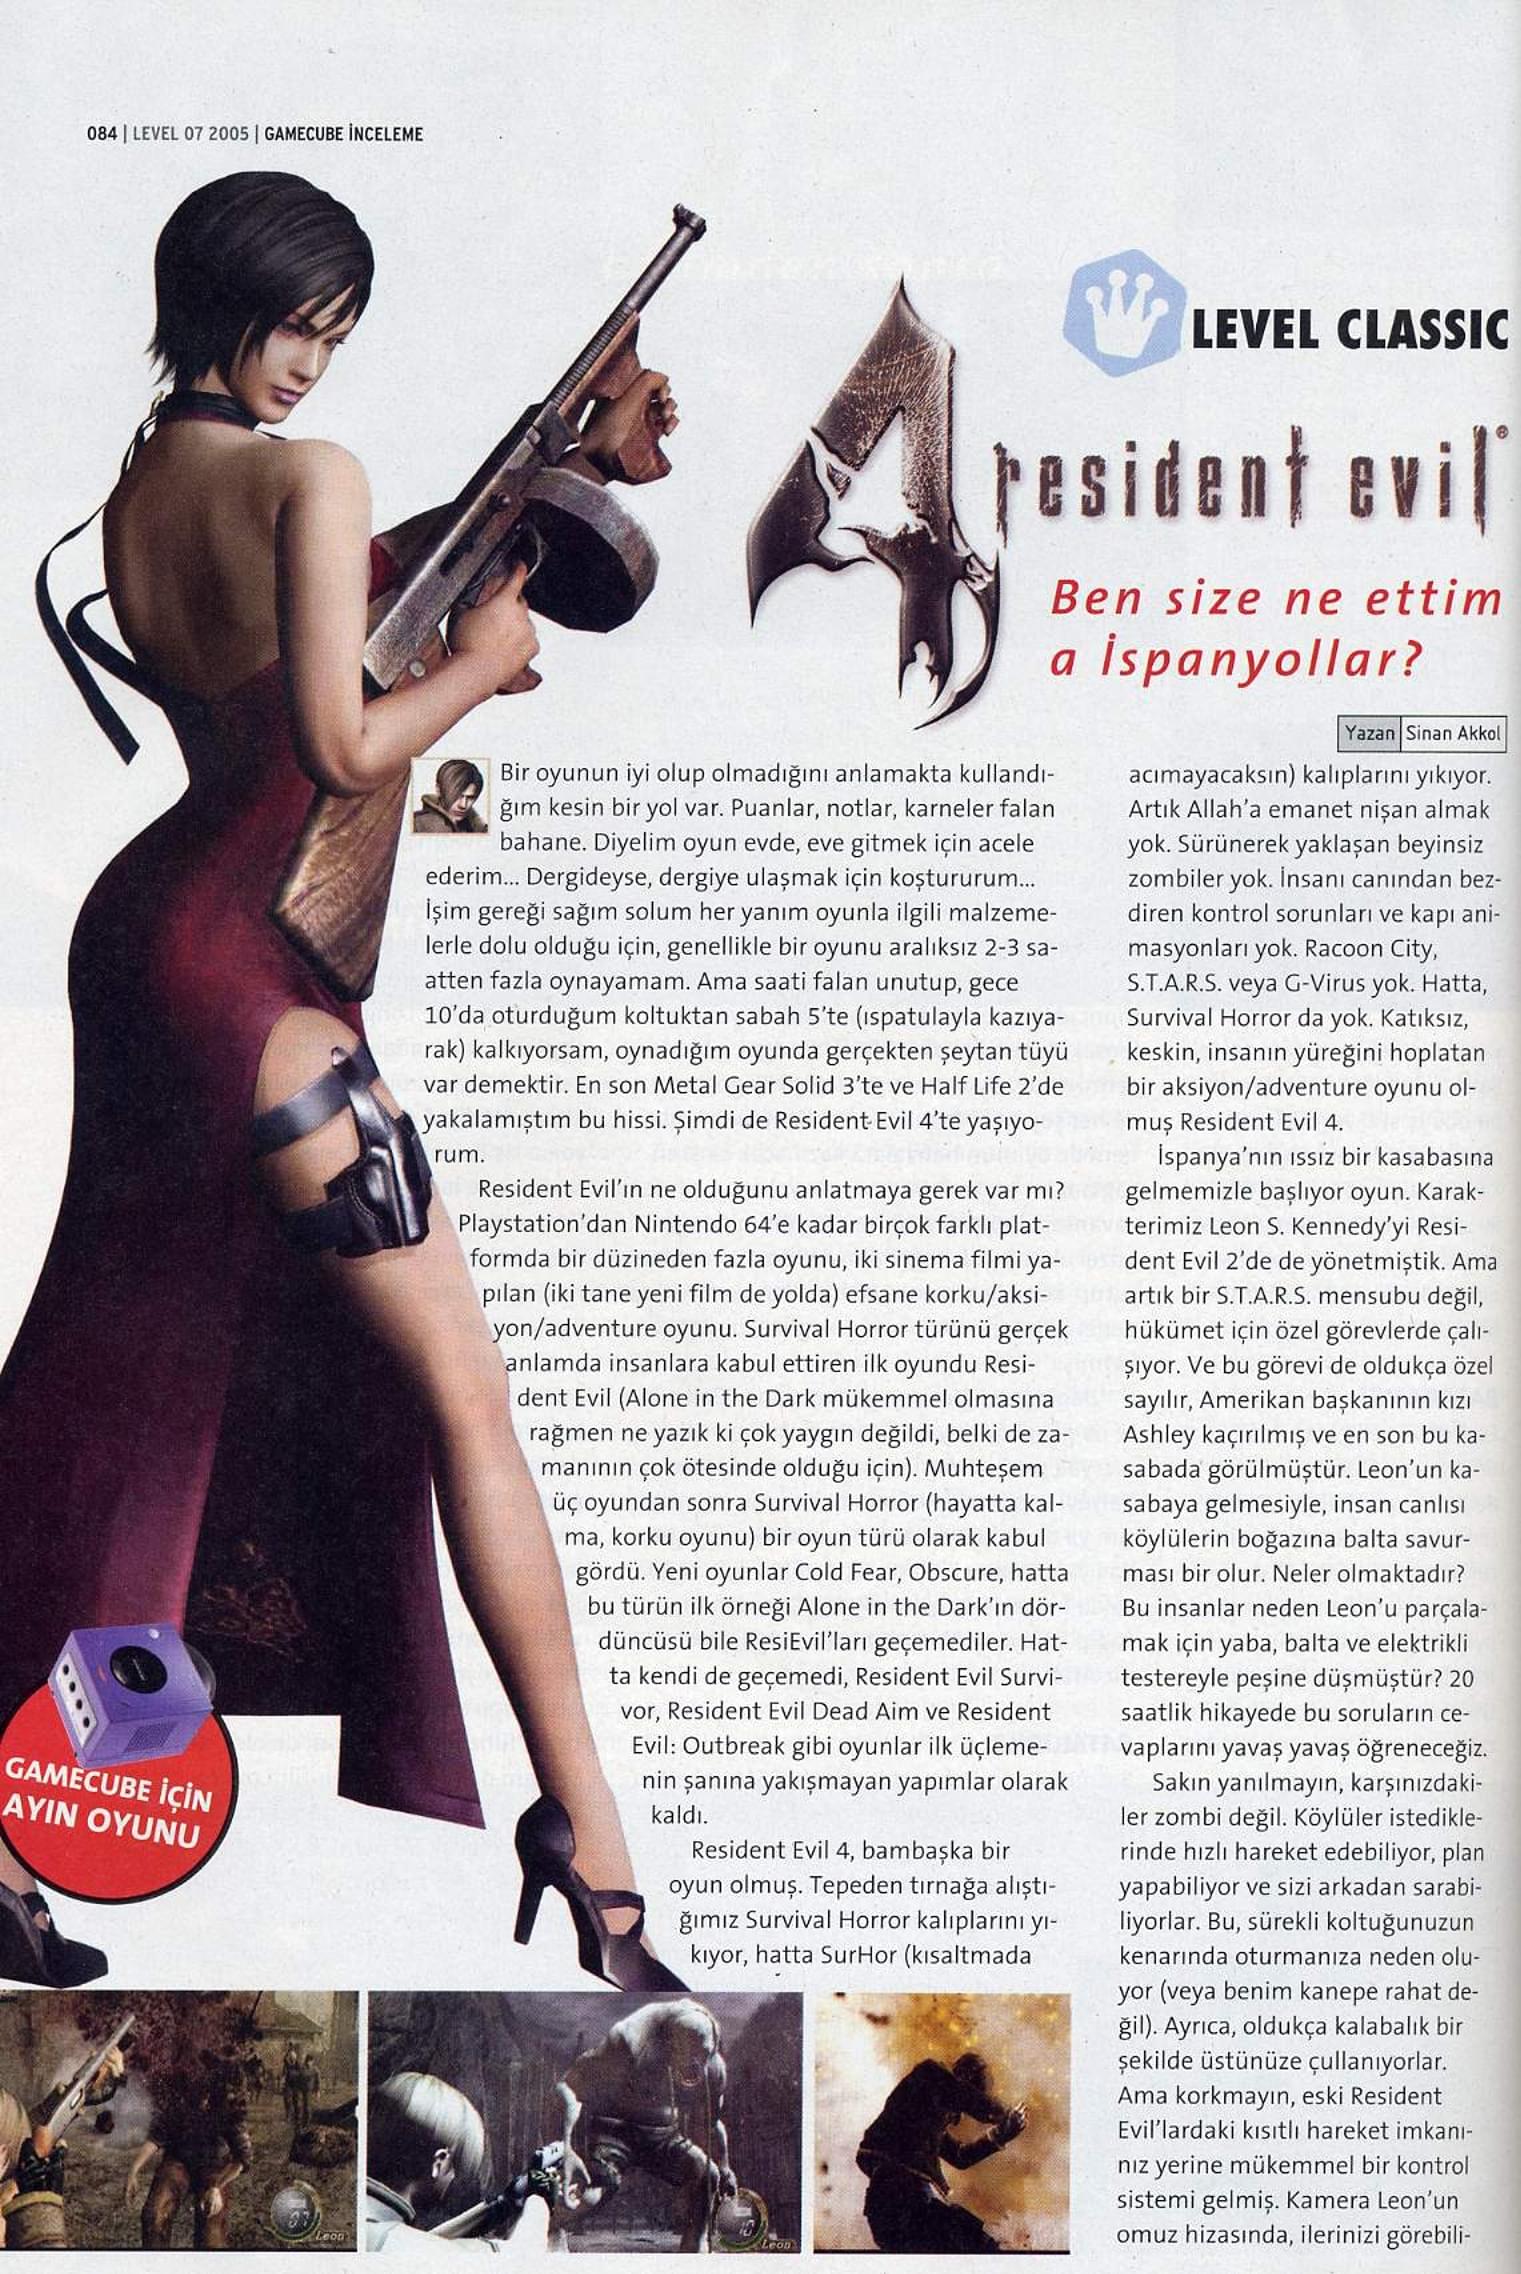 084 | LEVEL 07 2005 | GAMECUBE İNCELEME
LEVEL CLASSIC
4
resident evil®
Ben size ne ettim
a İspanyollar?
Yazan Sinan Akkol
Bir oyunun iyi olup olmadığını anlamakta kullandı-
ğım kesin bir yol var. Puanlar, notlar, karneler falan
bahane. Diyelim oyun evde, eve gitmek için acele
ederim... Dergideyse, dergiye ulaşmak için koştururum...
İşim gereği sağım solum her yanım oyunla ilgili malzeme-
lerle dolu olduğu için, genellikle bir oyunu aralıksız 2-3 sa-
atten fazla oynayamam. Ama saati falan unutup, gece
10'da oturduğum koltuktan sabah 5'te (ıspatulayla kazıya-
rak) kalkıyorsam, oynadığım oyunda gerçekten şeytan tüyü
var demektir. En son Metal Gear Solid 3'te ve Half Life 2'de
yakalamıştım bu hissi. Şimdi de Resident Evil 4'te yaşıyo-
rum.
Resident Evil'ın ne olduğunu anlatmaya gerek var mı?
Playstation'dan Nintendo 64'e kadar birçok farklı plat-
formda bir düzineden fazla oyunu, iki sinema filmi ya-
pılan (iki tane yeni film de yolda) efsane korku/aksi-
yon/adventure oyunu. Survival Horror türünü gerçek
anlamda insanlara kabul ettiren ilk oyundu Resi-
dent Evil (Alone in the Dark mükemmel olmasına
rağmen ne yazık ki çok yaygın değildi, belki de za-
manının çok ötesinde olduğu için). Muhteşem
üç oyundan sonra Survival Horror (hayatta kal-
ma, korku oyunu) bir oyun türü olarak kabul
gördü. Yeni oyunlar Cold Fear, Obscure, hatta
bu türün ilk örneği Alone in the Dark'ın dör-
düncüsü bile ResiEvil'ları geçemediler. Hat-
ta kendi de geçemedi, Resident Evil Survi-
vor, Resident Evil Dead Aim ve Resident
Evil: Outbreak gibi oyunlar ilk üçleme-
nin şanına yakışmayan yapımlar olarak
kaldı.
Resident Evil 4, bambaşka bir
oyun olmuş. Tepeden tırnağa alıştı-
ğımız Survival Horror kalıplarını yı-
kıyor, hatta SurHor (kısaltmada
acımayacaksın) kalıplarını yıkıyor.
Artık Allah'a emanet nişan almak
yok. Sürünerek yaklaşan beyinsiz
zombiler yok. İnsanı canından bez-
diren kontrol sorunları ve kapı ani-
masyonları yok. Racoon City,
S.T.A.R.S. veya G-Virus yok. Hatta,
Survival Horror da yok. Katıksız,
keskin, insanın yüreğini hoplatan
bir aksiyon/adventure oyunu ol-
muş Resident Evil 4.
İspanya'nın ıssız bir kasabasına
gelmemizle başlıyor oyun. Karak-
terimiz Leon S. Kennedy'yi Resi-
dent Evil 2'de de yönetmiştik. Ama
artık bir S.T.A.R.S. mensubu değil,
hükümet için özel görevlerde çalı-
şıyor. Ve bu görevi de oldukça özel
sayılır, Amerikan başkanının kızı
Ashley kaçırılmış ve en son bu ka-
sabada görülmüştür. Leon'un ka-
sabaya gelmesiyle, insan canlısı
köylülerin boğazına balta savur-
ması bir olur. Neler olmaktadır?
Bu insanlar neden Leon'u parçala-
mak için yaba, balta ve elektrikli
testereyle peşine düşmüştür? 20
saatlik hikayede bu soruların ce-
vaplarını yavaş yavaş öğreneceğiz.
Sakın yanılmayın, karşınızdaki-
ler zombi değil. Köylüler istedikle-
rinde hızlı hareket edebiliyor, plan
yapabiliyor ve sizi arkadan sarabi-
liyorlar. Bu, sürekli koltuğunuzun
kenarında oturmanıza neden olu-
yor (veya benim kanepe rahat de-
ğil). Ayrıca, oldukça kalabalık bir
şekilde üstünüze çullanıyorlar.
Ama korkmayın, eski Resident
Evil'lardaki kısıtlı hareket imkanı-
nız yerine mükemmel bir kontrol
sistemi gelmiş. Kamera Leon'un
omuz hizasında, ilerinizi görebili-
GAMECUBE İÇİN
AYIN OYUNU
07
Leon
10
Leon